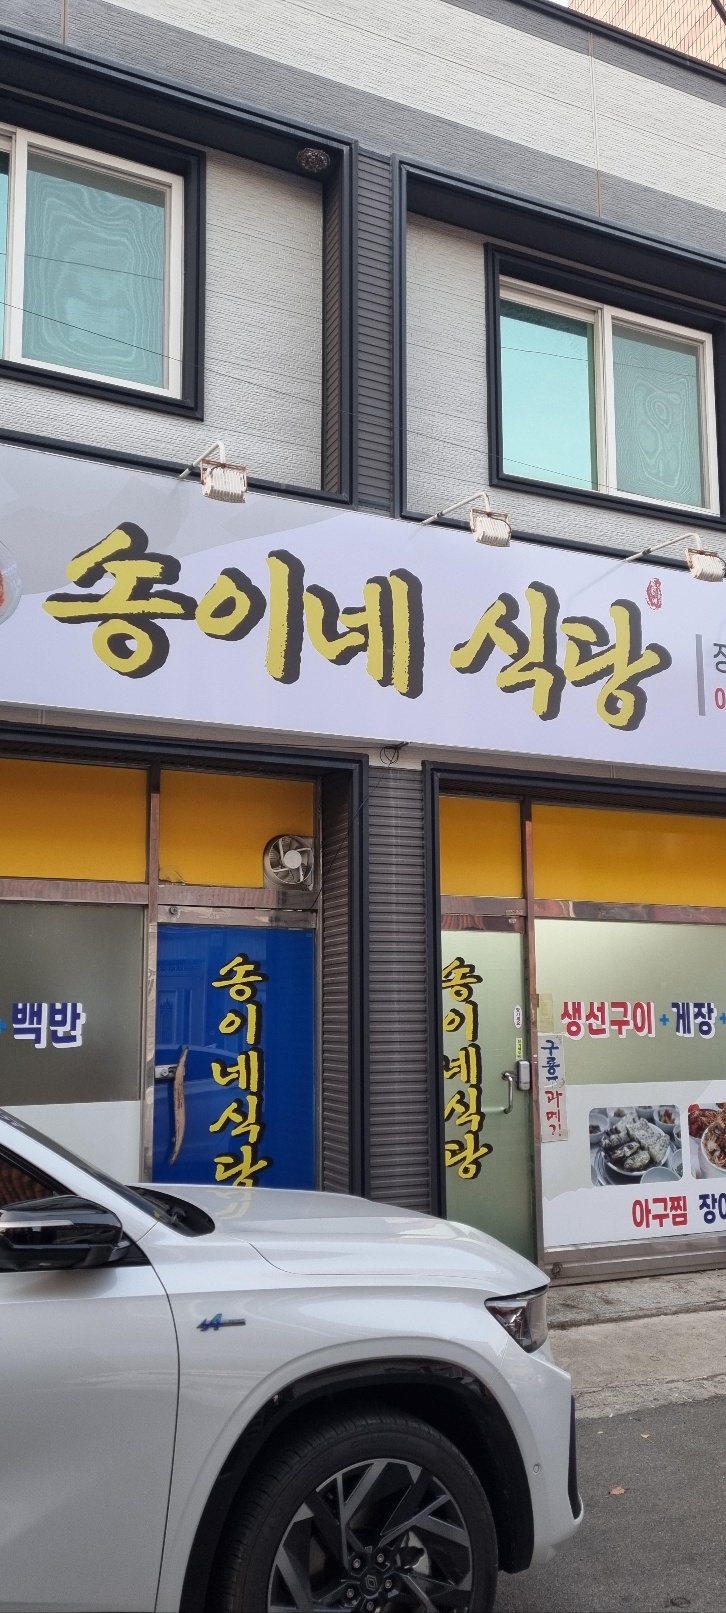 송이네 식당
송이네식당
송이네식당
백반
생선구이+게장+
구룡포 과메기
아구찜